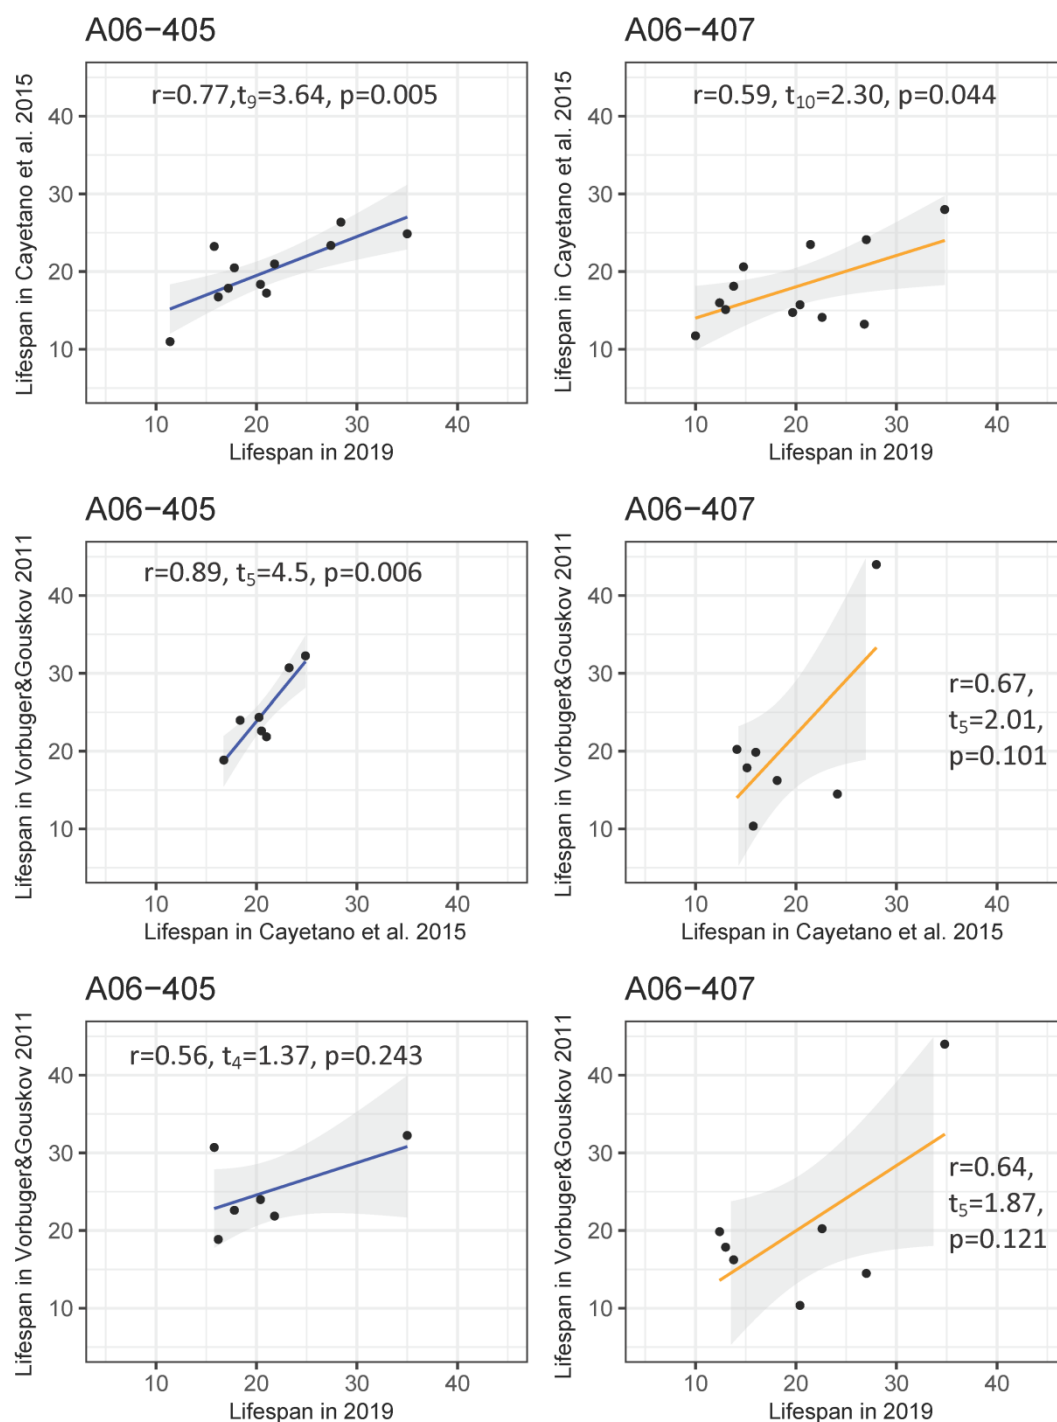 A06−405
Lifespan in Cayetano et al. 2015
r=0.77,t9=3.64, p=0.005
40
30
20
10
10 20 30 40
Lifespan in 2019
A06−407
Lifespan in Cayetano et al. 2015
r=0.59, t10=2.30, p=0.044
40
30
20
10
10 20 30 40
Lifespan in 2019
A06−405
Lifespan in Vorbuger&Gouskov 2011
r=0.89, t5=4.5, p=0.006
40
30
20
10
10 20 30 40
Lifespan in Cayetano et al. 2015
A06−407
Lifespan in Vorbuger&Gouskov 2011
40
30
20
10
r=0.67,
t5=2.01,
p=0.101
10 20 30 40
Lifespan in Cayetano et al. 2015
A06−405
Lifespan in Vorbuger&Gouskov 2011
r=0.56, t4=1.37, p=0.243
40
30
20
10
10 20 30 40
Lifespan in 2019
A06−407
Lifespan in Vorbuger&Gouskov 2011
40
30
20
10
r=0.64,
t5=1.87,
p=0.121
10 20 30 40
Lifespan in 2019